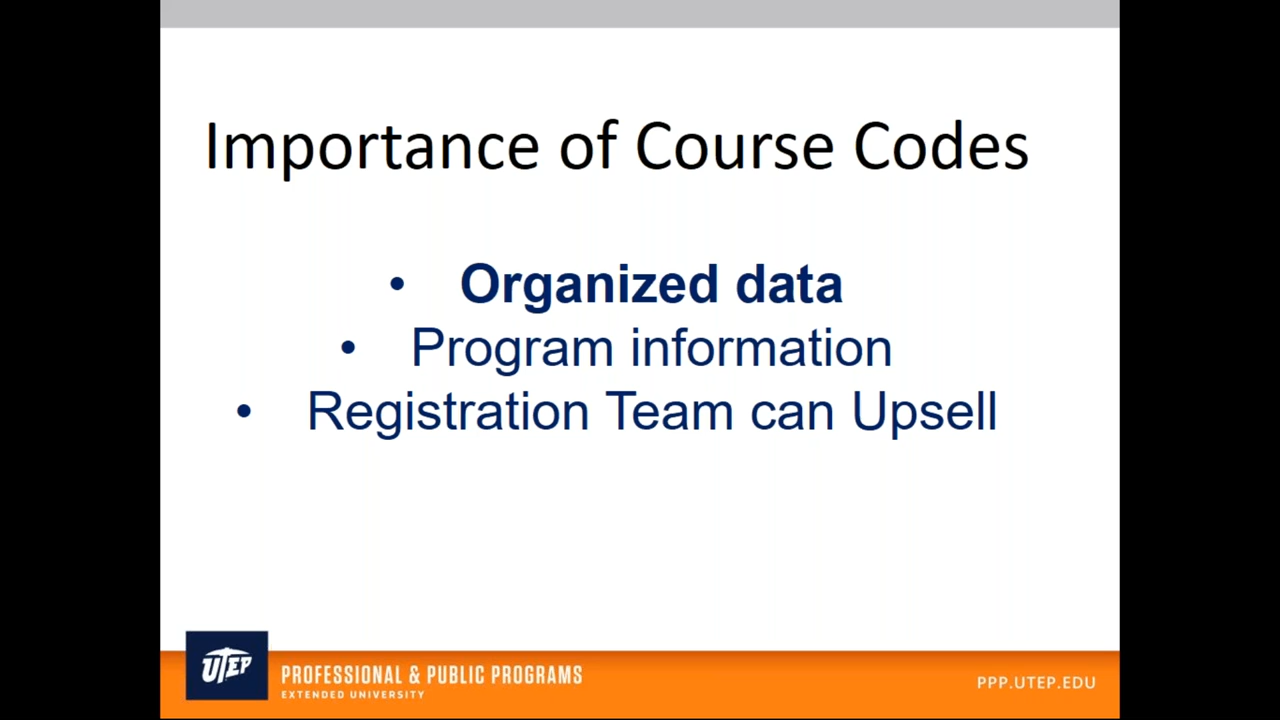 Importance of Course Codes
• Organized data
• Program information
• Registration Team can Upsell
UTEP
PROFESSIONAL & PUBLIC PROGRAMS
EXTENDED UNIVERSITY
PPP.UTEP.EDU